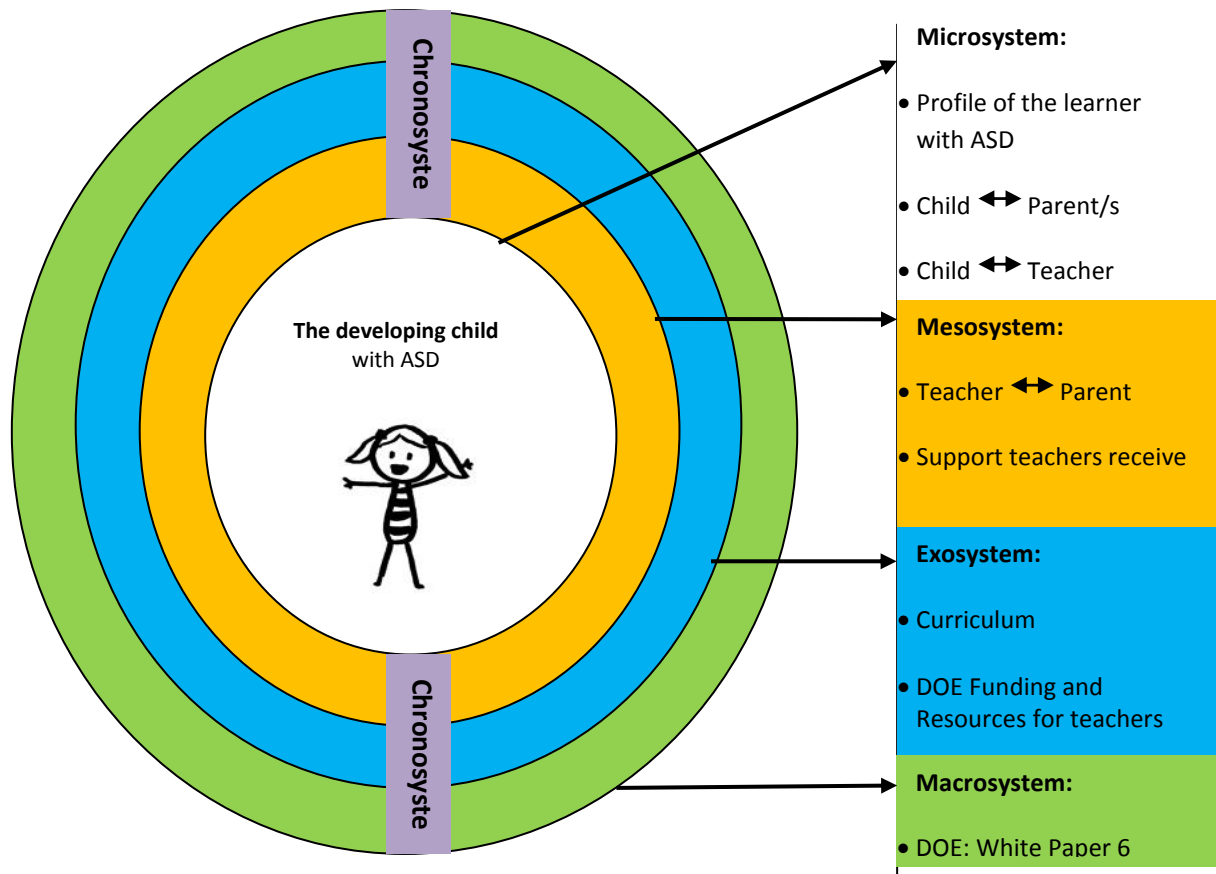 Chronosyste
The developing child
with ASD
Chronosyste
Microsystem:
• Profile of the learner
with ASD
• Child ↔ Parent/s
• Child ↔ Teacher
Mesosystem:
• Teacher ↔ Parent
• Support teachers receive
Exosystem:
• Curriculum
• DOE Funding and
Resources for teachers
Macrosystem:
• DOE: White Paper 6